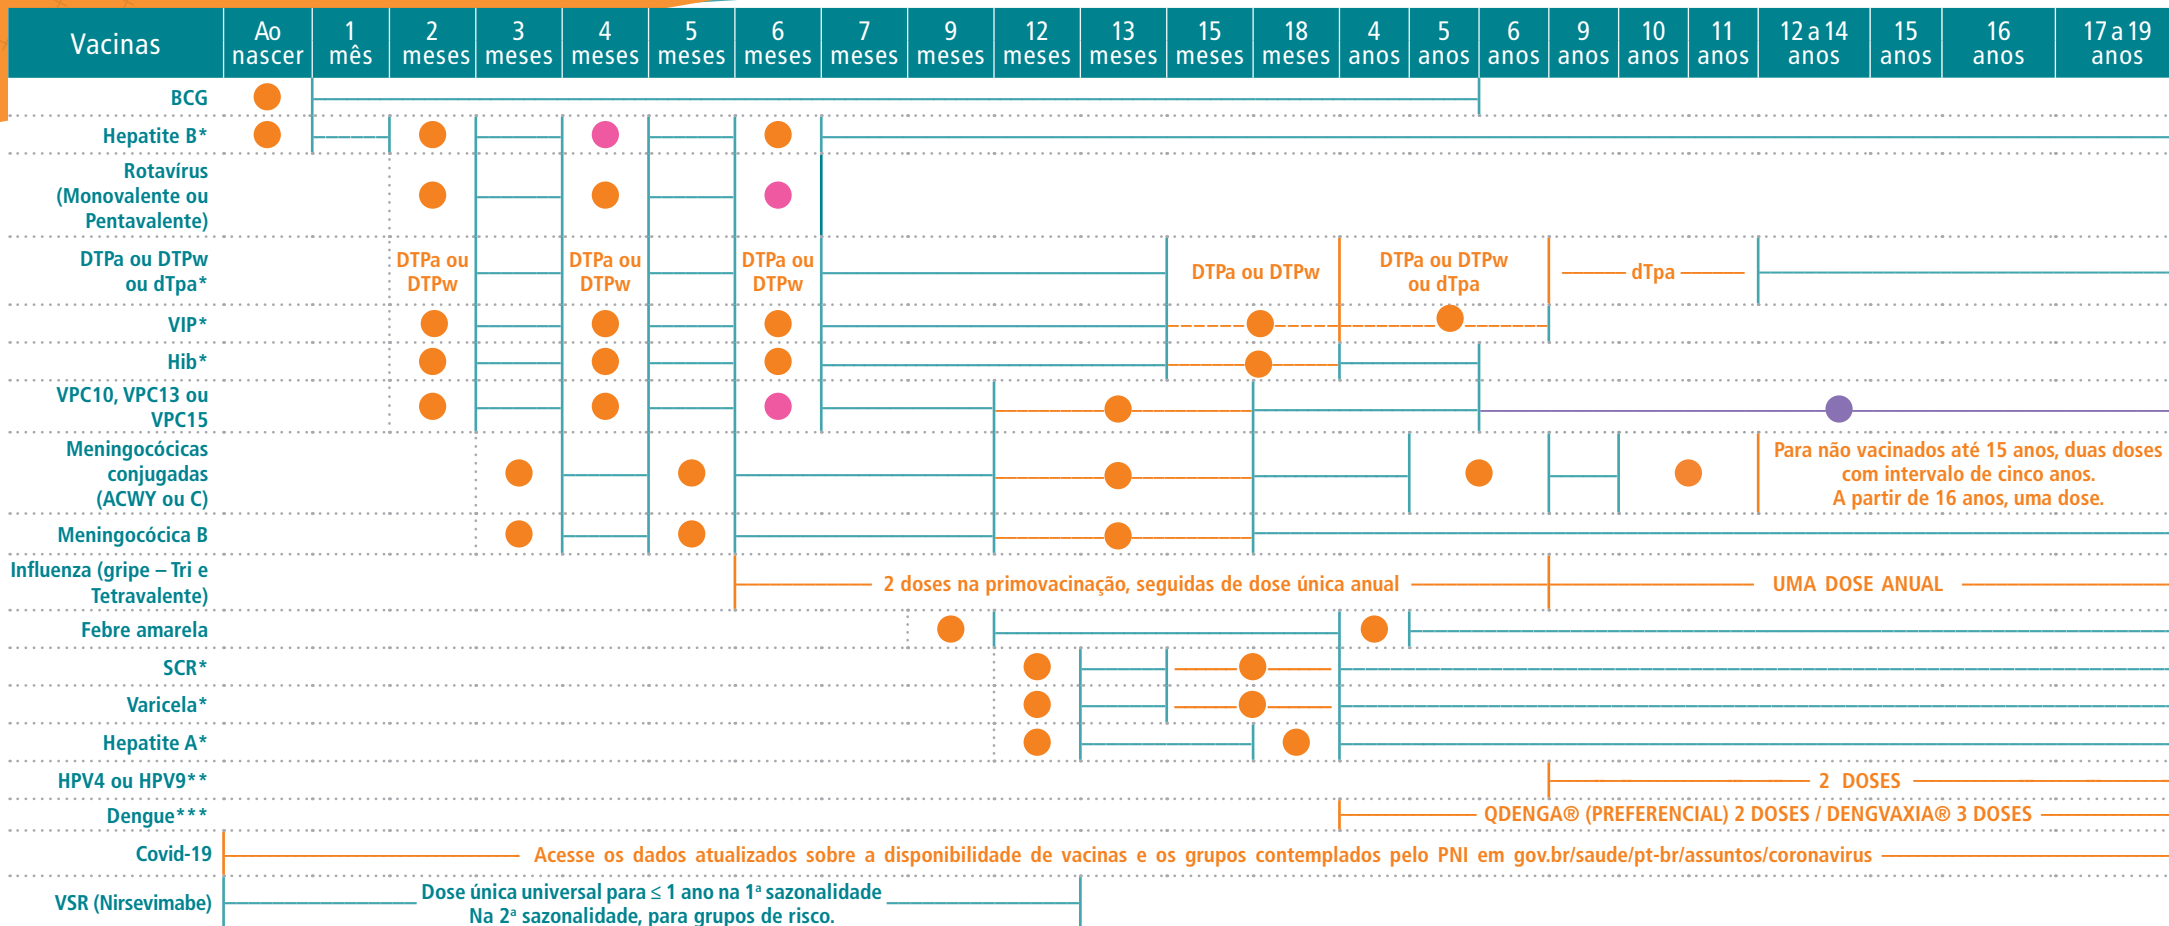 Vacinas
Ao
nascer
1
mês
2
meses
3
meses
4
meses
5
meses
6
meses
7
meses
9
meses
12
meses
13
meses
15
meses
18
meses
4
anos
5
anos
6
anos
9
anos
10
anos
11
anos
12 a 14
anos
15
anos
16
anos
17 a 19
anos
BCG
Hepatite B*
Rotavírus
(Monovalente ou
Pentavalente)
DTPa ou DTPw
ou dTpa*
DTPa ou
DTPw
DTPa ou
DTPw
DTPa ou
DTPw
DTPa ou DTPw
DTPa ou DTPw
ou dTpa
dTpa
VIP*
Hib*
VPC10, VPC13 ou
VPC15
Meningocócicas
conjugadas
(ACWY ou C)
Para não vacinados até 15 anos, duas doses
com intervalo de cinco anos.
A partir de 16 anos, uma dose.
Meningocócica B
Influenza (gripe – Tri e
Tetravalente)
2 doses na primovacinação, seguidas de dose única anual
UMA DOSE ANUAL
Febre amarela
SCR*
Varicela*
Hepatite A*
HPV4 ou HPV9**
2 DOSES
Dengue***
QDENGA® (PREFERENCIAL) 2 DOSES / DENGVAXIA® 3 DOSES
Covid-19
Acesse os dados atualizados sobre a disponibilidade de vacinas e os grupos contemplados pelo PNI em gov.br/saude/pt-br/assuntos/coronavirus
VSR (Nirsevimabe)
Dose única universal para ≤ 1 ano na 1ª sazonalidade
Na 2ª sazonalidade, para grupos de risco.